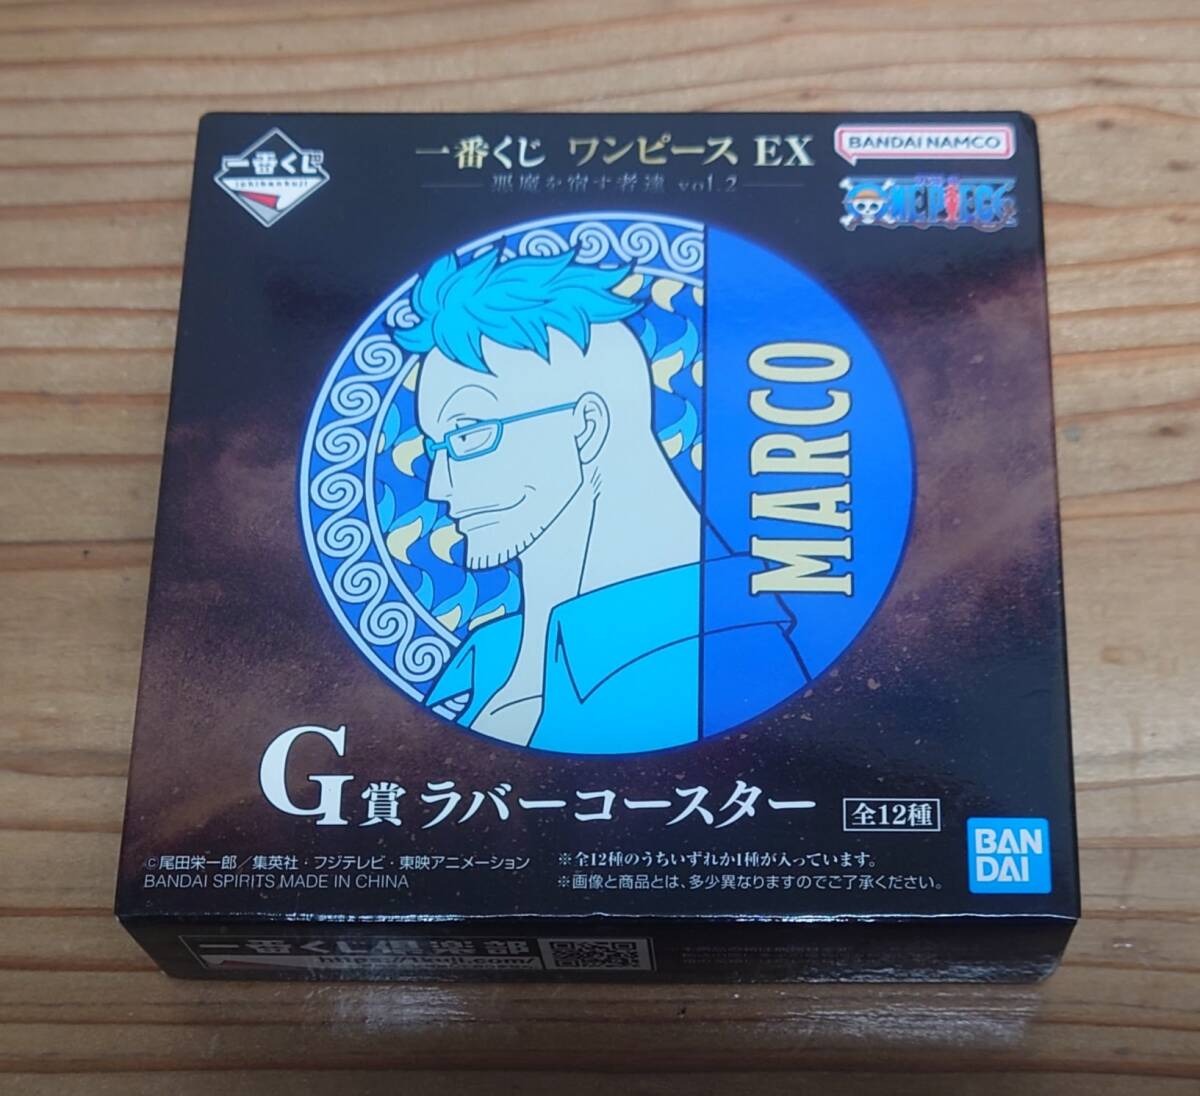 一番くじ
ichibankuji
一番くじ ワンピース EX
悪魔を宿す者達 vol.2
BANDAI NAMCO
ONE PIECE
MARCO
G賞 ラバーコースター 全12種
©尾田栄一郎／集英社・フジテレビ・東映アニメーション
BANDAI SPIRITS MADE IN CHINA
※全12種のうちいずれか1種が入っています。
※画像と商品とは、多少異なりますのでご了承ください。
BAN
DAI
一番くじ倶楽部
http://1kuji.com/